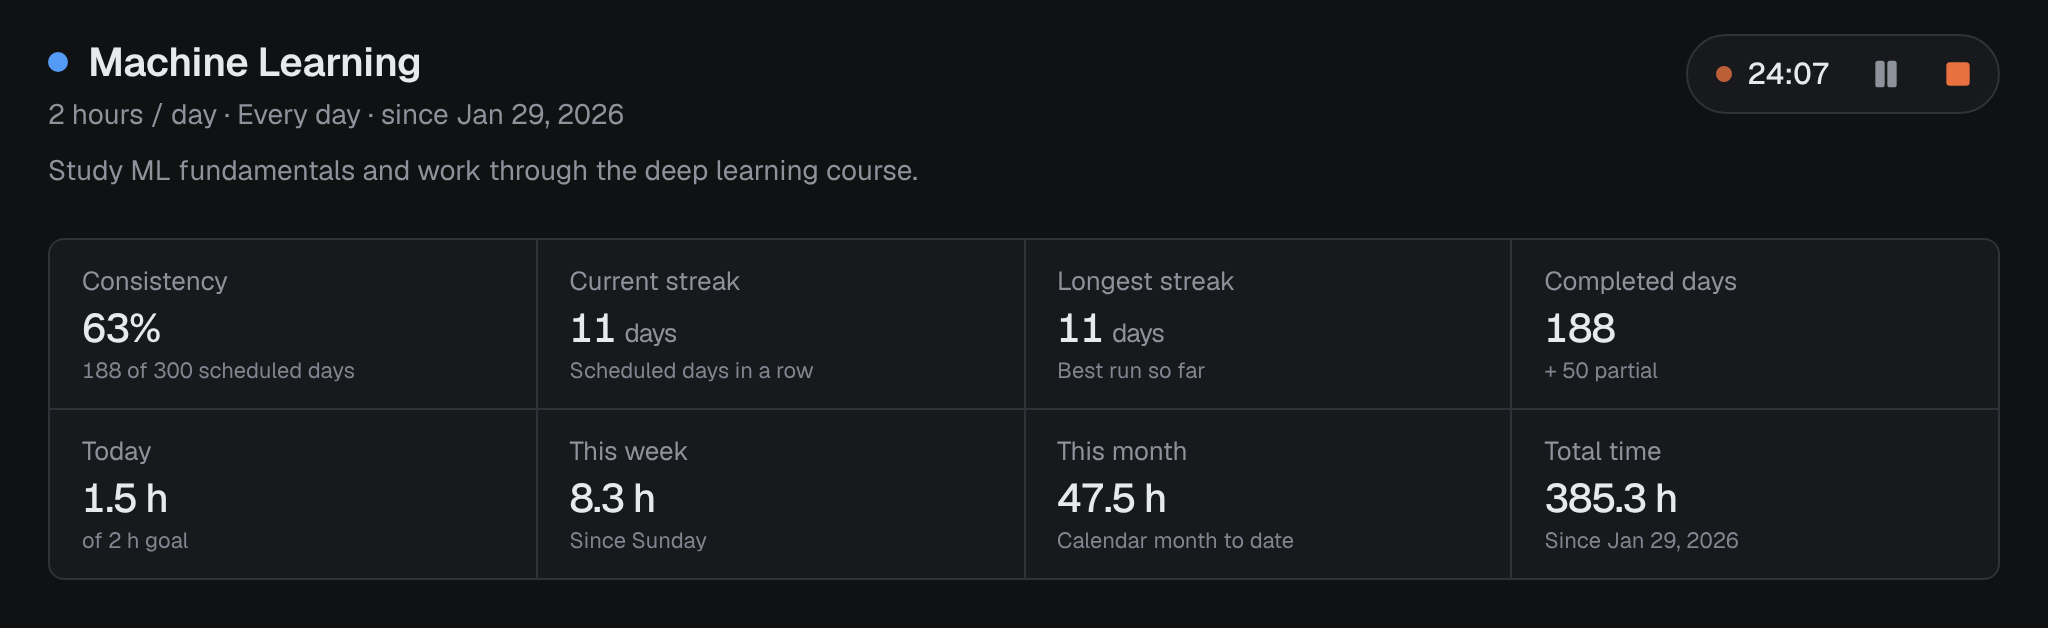 Machine Learning
24:07
2 hours / day · Every day · since Jan 29, 2026
Study ML fundamentals and work through the deep learning course.
Consistency
63%
188 of 300 scheduled days
Current streak
11 days
Scheduled days in a row
Longest streak
11 days
Best run so far
Completed days
188
+ 50 partial
Today
1.5 h
of 2 h goal
This week
8.3 h
Since Sunday
This month
47.5 h
Calendar month to date
Total time
385.3 h
Since Jan 29, 2026